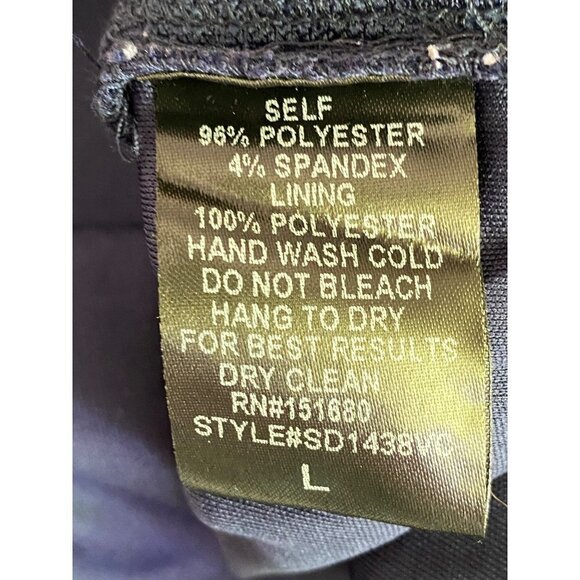 SELF
96% POLYESTER
4% SPANDEX
LINING
100% POLYESTER
HAND WASH COLD
DO NOT BLEACH
HANG TO DRY
FOR BEST RESULTS
DRY CLEAN
RN#151680
L